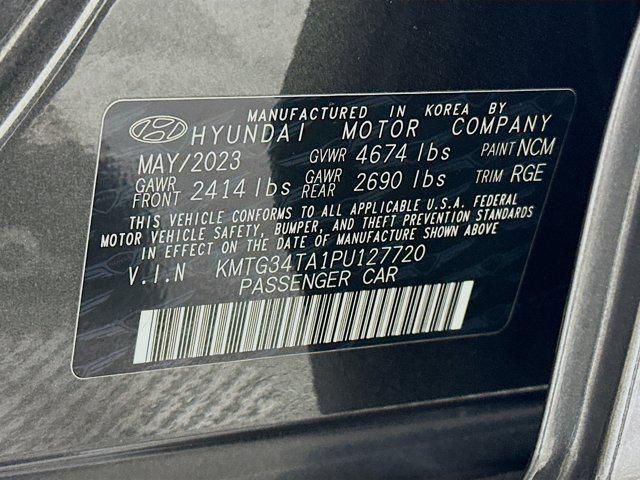 MANUFACTURED IN KOREA BY
HYUNDAI MOTOR COMPANY
MAY/2023 GVWR 4674 lbs PAINT NCM
GAWR FRONT 2414 lbs GAWR REAR 2690 lbs TRIM RGE
THIS VEHICLE CONFORMS TO ALL APPLICABLE U.S.A. FEDERAL
MOTOR VEHICLE SAFETY, BUMPER, AND THEFT PREVENTION STANDARDS
IN EFFECT ON THE DATE OF MANUFACTURE SHOWN ABOVE
V.I.N KMTG34TA1PU127720
PASSENGER CAR